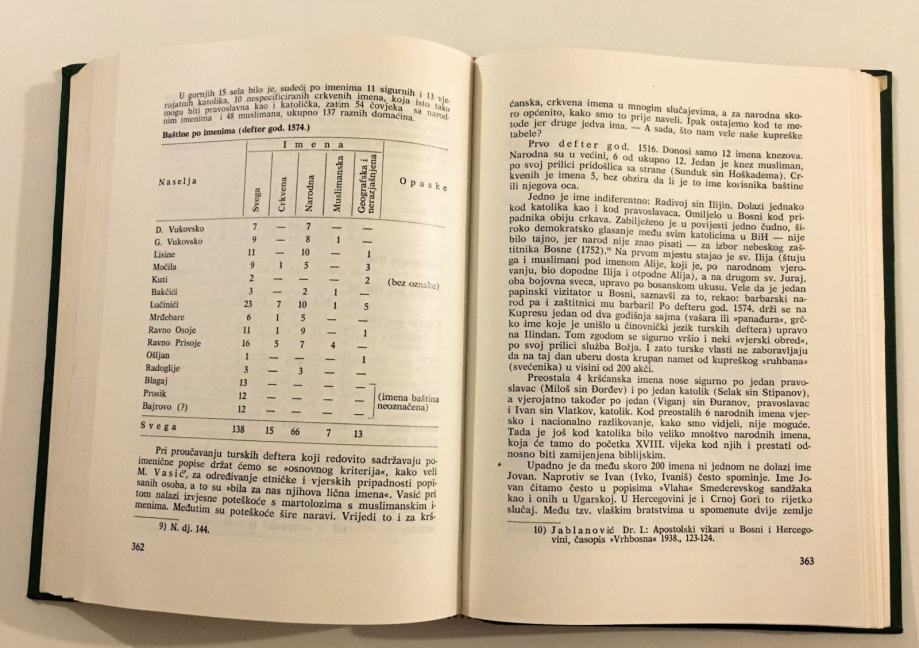 U gornjih 15 sela bilo je, sudeći po imenima 11 sigurnih i 13 vje-
rojatnih katolika, 10 nespecificiranih crkvenih imena, koja isto tako
mogu biti pravoslavna kao i katolička, zatim 54 čovjeka sa narod-
nim imenima i 48 muslimana, ukupno 137 raznih domaćina.
Baštine po imenima (defter god. 1574.)
Imena
Naselja Svega Crkvena Narodna Muslimanska Geografska i nerazjašnjena Opaske
D. Vukovsko 7 — 7 — —
G. Vukovsko 9 — 8 1 —
Lisine 11 — 10 — 1
Močila 9 1 5 — 3
Kuti 2 — — — 2 (bez oznake)
Bakčići 3 — 2 1 —
Lučinići 23 7 10 1 5
Mrđebare 6 1 5 — —
Ravno Osoje 11 1 9 — 1
Ravno Prisoje 16 5 7 4 —
Ošljan 1 — — — 1
Radoglije 3 — 3 — —
Blagaj 13 — — — —
Prosik 12 — — — — (imena baština
Bajrovo (?) 12 — — — — neoznačena)
Svega 138 15 66 7 13
Pri proučavanju turskih deftera koji redovito sadržavaju po-
imenične popise držat ćemo se »osnovnog kriterija«, kako veli
M. Vasić⁹, za određivanje etničke i vjerskih pripadnosti popi-
sanih osoba, a to su »bila za nas njihova lična imena«. Vasić pri
tom nalazi izvjesne poteškoće s martolozima s muslimanskim i-
menima. Međutim su poteškoće šire naravi. Vrijedi to i za krš-
9) N. dj. 144.
362
ćanska, crkvena imena u mnogim slučajevima, a za narodna sko-
ro općenito, kako smo to prije naveli. Ipak ostajemo kod te me-
tode jer druge jedva ima. — A sada, što nam vele naše kupreške
tabele?
Prvo defter god. 1516. Donosi samo 12 imena knezova.
Narodna su u većini, 6 od ukupno 12. Jedan je knez musliman,
po svoj prilici pridošlica sa strane (Sunduk sin Hoškadema). Cr-
kvenih je imena 5, bez obzira da li je to ime korisnika baštine
ili njegova oca.
Jedno je ime indiferentno: Radivoj sin Ilijin. Dolazi jednako
kod katolika kao i kod pravoslavaca. Omiljelo u Bosni kod pri-
padnika obiju crkava. Zabilježeno je u povijesti jedno čudno, ši-
roko demokratsko glasanje među svim katolicima u BiH — nije
bilo tajno, jer narod nije znao pisati — za izbor nebeskog zaš-
titnika Bosne (1752).¹⁰ Na prvom mjestu stajao je sv. Ilija (štuju
ga i muslimani pod imenom Alije, koji je, po narodnom vjero-
vanju, bio dopodne Ilija i otpodne Alija), a na drugom sv. Juraj,
oba bojovna sveca, upravo po bosanskom ukusu. Vele da je jedan
papinski vizitator u Bosni, saznavši za to, rekao: barbarski na-
rod pa i zaštitnici mu barbari! Po defteru god. 1574. drži se na
Kupresu jedan od dva godišnja sajma (vašara ili »panađura«, grč-
ko ime koje je unišlo u činovnički jezik turskih deftera) upravo
na Ilindan. Tom zgodom se sigurno vršio i neki »vjerski obred«,
po svoj prilici služba Božja. I zato turske vlasti ne zaboravljaju
da na taj dan uberu dosta krupan namet od kupreškog »ruhbana«
(svećenika) u visini od 200 akči.
Preostala 4 kršćanska imena nose sigurno po jedan pravo-
slavac (Miloš sin Đorđev) i po jedan katolik (Selak sin Stipanov),
a vjerojatno također po jedan (Viganj sin Đuranov, pravoslavac
i Ivan sin Vlatkov, katolik. Kod preostalih 6 narodnih imena vjer-
sko i nacionalno razlikovanje, kako smo vidjeli, nije moguće.
Tada je još kod katolika bilo veliko mnoštvo narodnih imena,
koja će tamo do početka XVIII. vijeka kod njih i prestati od-
nosno biti zamijenjena biblijskim.
Upadno je da među skoro 200 imena ni jednom ne dolazi ime
Jovan. Naprotiv se Ivan (Ivko, Ivaniš) često spominje. Ime Jo-
van čitamo često u popisima »Vlaha« Smederevskog sandžaka
kao i onih u Ugarskoj. U Hercegovini je i Crnoj Gori to rijetko
slučaj. Među tzv. vlaškim bratstvima u spomenute dvije zemlje
10) Jablanović Dr. I.: Apostolski vikari u Bosni i Hercego-
vini, časopis »Vrhbosna« 1938., 123-124.
363